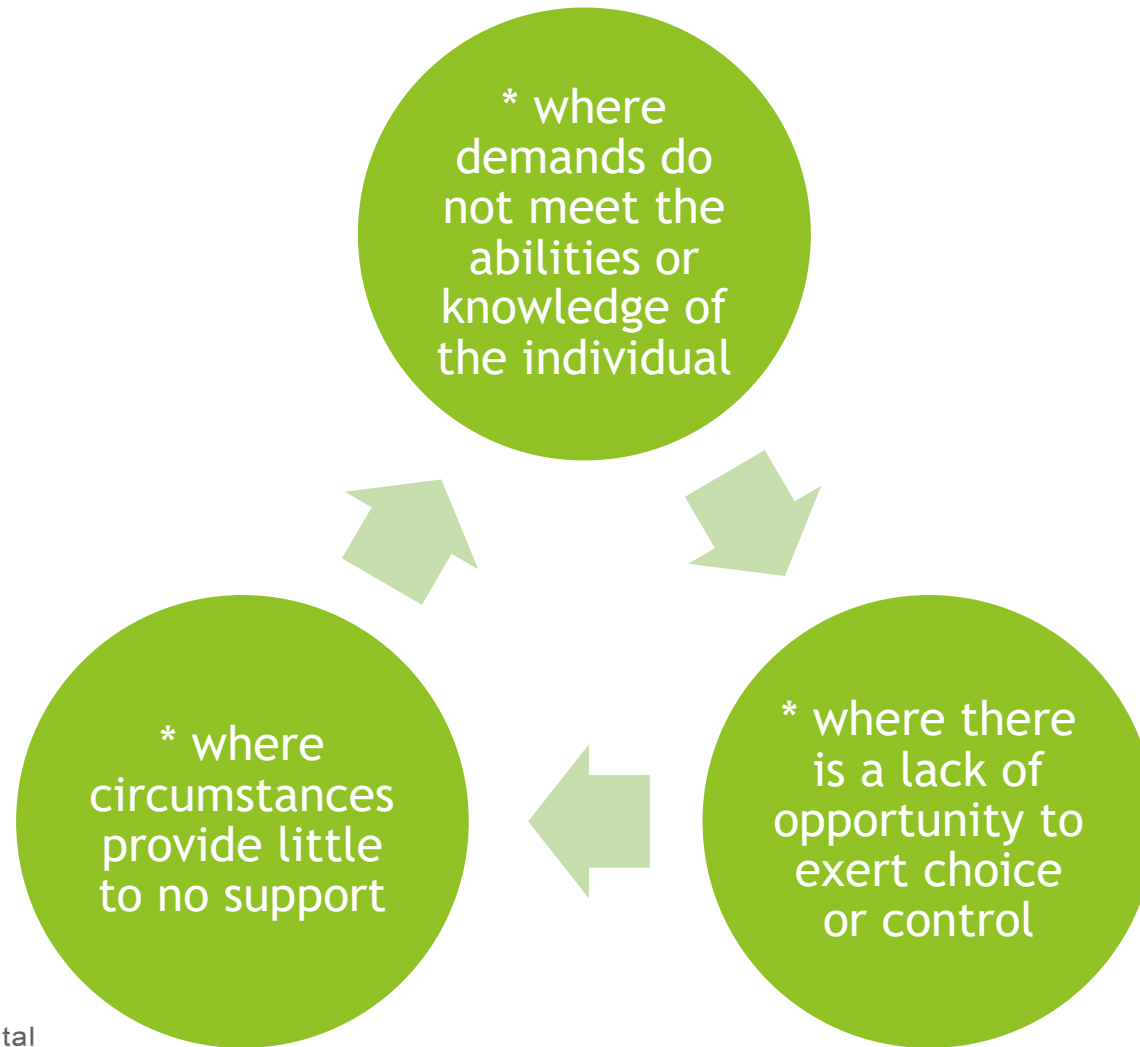 * where
demands do
not meet the
abilities or
knowledge of
the individual
* where there
is a lack of
opportunity to
exert choice
or control
* where
circumstances
provide little
to no support
tal